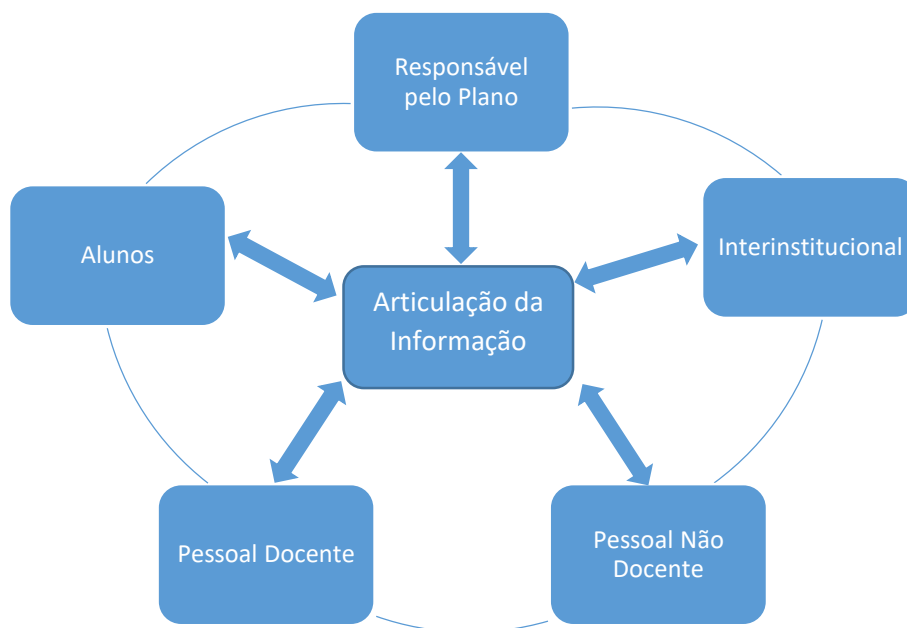 Responsável
pelo Plano
Alunos
Interinstitucional
Articulação da
Informação
Pessoal Docente
Pessoal Não
Docente